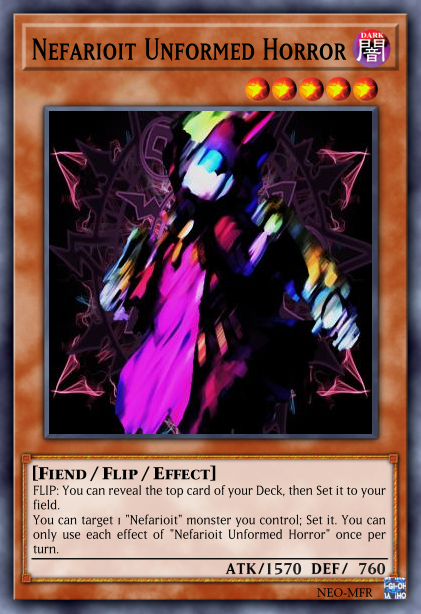 Nefarioit Unformed Horror
DARK
闇
[Fiend / Flip / Effect]
FLIP: You can reveal the top card of your Deck, then Set it to your
field.
You can target 1 "Nefarioit" monster you control; Set it. You can
only use each effect of "Nefarioit Unformed Horror" once per
turn.
ATK/1570 DEF/ 760
NEO-MFR